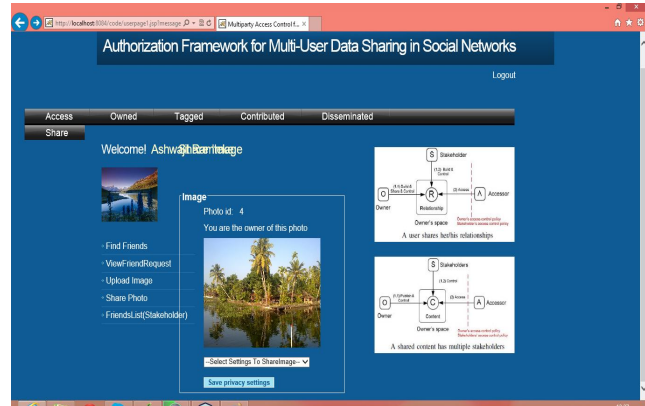 http://localhost:8084/code/userpage1.jsp?message
Multiparty Access Control f...
Authorization Framework for Multi-User Data Sharing in Social Networks
Logout
Access Owned Tagged Contributed Disseminated
Share
Welcome!
Image
Photo id: 4
You are the owner of this photo
- Find Friends
- ViewFriendRequest
- Upload Image
- Share Photo
- FriendsList(Stakeholder)
--Select Settings To ShareImage--
Save privacy settings
S Stakeholder
O R A Accessor
Owner Relationship
Owner's space
A user shares her/his relationships
S Stakeholders
(1.2) Control
O C A Accessor
Owner Content
Owner's space
A shared content has multiple stakeholders